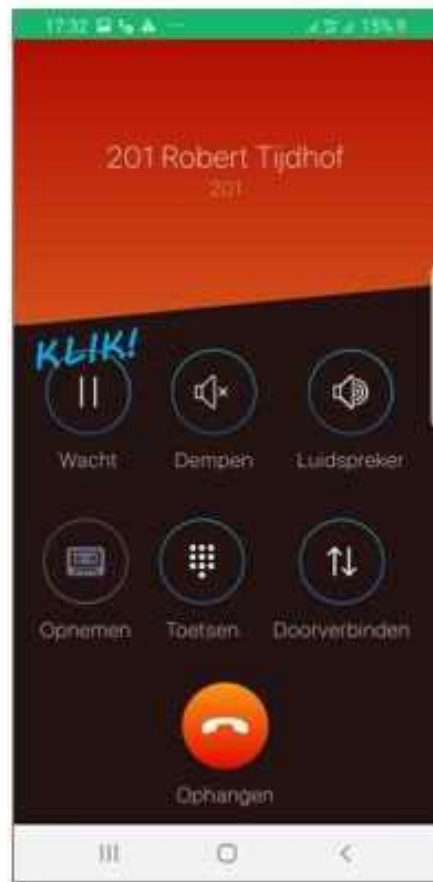 17:32 15%
201 Robert Tijdhof
201
KLIK!
Wacht Dempen Luidspreker
Opnemen Toetsen Doorverbinden
Ophangen